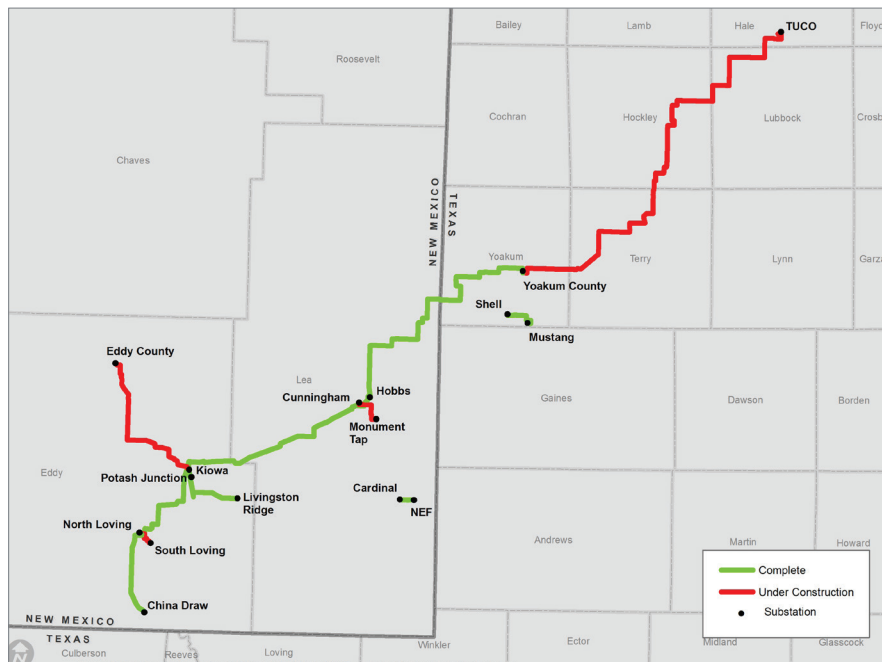 Bailey
Lamb
Hale
Floyd
TUCO
Roosevelt
Cochran
Hockley
Lubbock
Crosb
Chaves
NEW MEXICO
TEXAS
Yoakum
Terry
Lynn
Garza
Yoakum County
Shell
Mustang
Eddy County
Lea
Cunningham
Hobbs
Monument
Tap
Gaines
Dawson
Borden
Eddy
Kiowa
Potash Junction
Livingston
Ridge
Cardinal
NEF
North Loving
South Loving
Andrews
Martin
Howard
China Draw
Complete
Under Construction
Substation
NEW MEXICO
TEXAS
N
Culberson
Reeves
Loving
Winkler
Ector
Midland
Glasscock